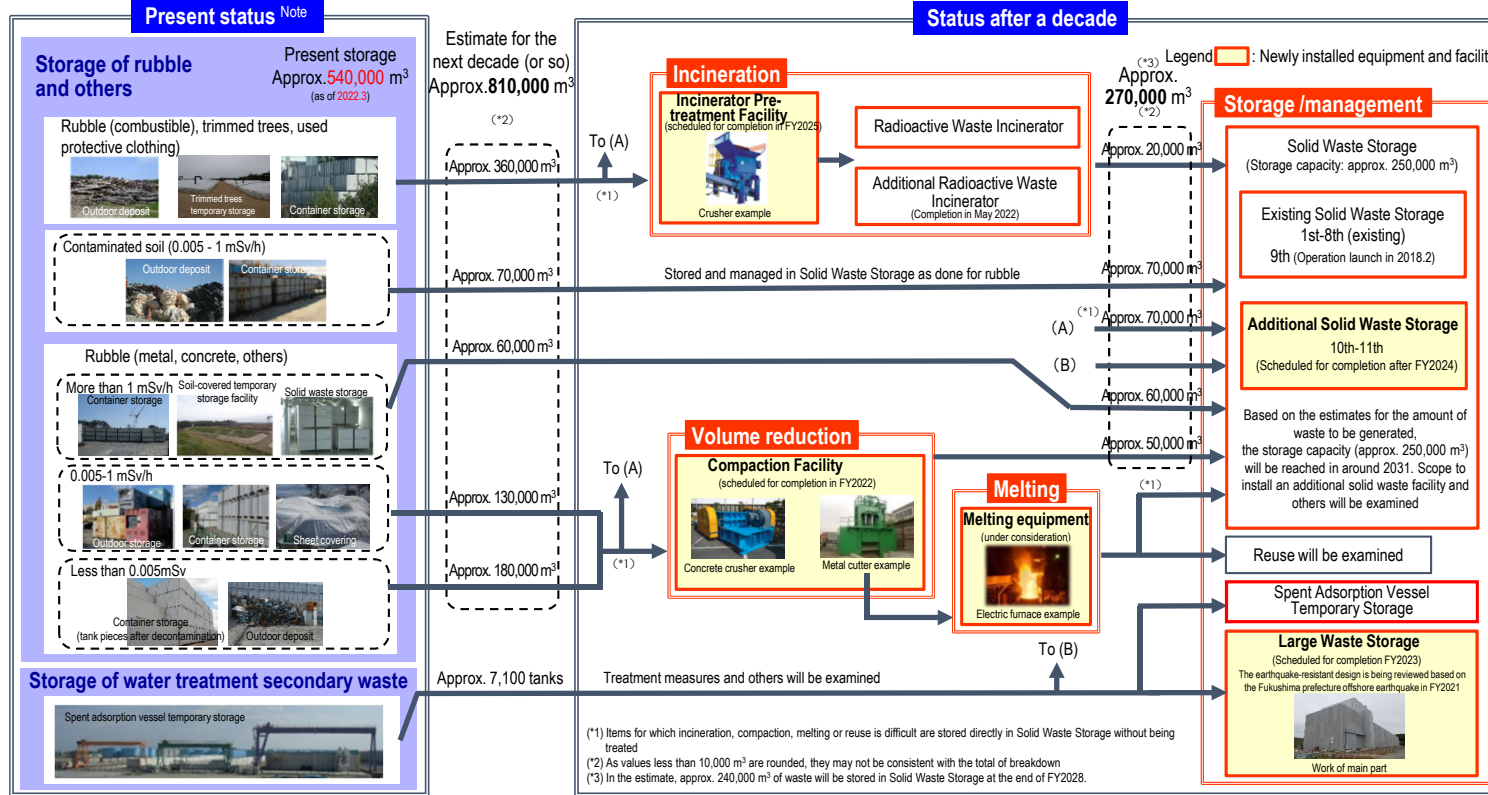 Present status Note
Storage of rubble
and others
Present storage
Approx.540,000 m³
(as of 2022.3)
Rubble (combustible), trimmed trees, used
protective clothing)
Outdoor deposit
Trimmed trees
temporary storage
Container storage
Contaminated soil (0.005 - 1 mSv/h)
Outdoor deposit
Container storage
Rubble (metal, concrete, others)
More than 1 mSv/h
Container storage
Soil-covered temporary
storage facility
Solid waste storage
0.005-1 mSv/h
Outdoor storage
Container storage
Sheet covering
Less than 0.005mSv
Container storage
(tank pieces after decontamination)
Outdoor deposit
Storage of water treatment secondary waste
Spent adsorption vessel temporary storage
Estimate for the
next decade (or so)
Approx.810,000 m³
(*2)
Approx. 360,000 m³
Approx. 70,000 m³
Approx. 60,000 m³
Approx. 130,000 m³
Approx. 180,000 m³
Approx. 7,100 tanks
Status after a decade
Legend
: Newly installed equipment and facilit
To (A)
(*1)
Incineration
Incinerator Pre-
treatment Facility
(scheduled for completion in FY2025)
Crusher example
Radioactive Waste Incinerator
Additional Radioactive Waste
Incinerator
(Completion in May 2022)
Stored and managed in Solid Waste Storage as done for rubble
(A)
(*1)
(B)
To (A)
(*1)
Volume reduction
Compaction Facility
(scheduled for completion in FY2022)
Concrete crusher example
Metal cutter example
Melting
Melting equipment
(under consideration)
Electric furnace example
(*1)
To (B)
Treatment measures and others will be examined
(*3)
Approx.
270,000 m³
(*2)
Approx. 20,000 m³
Approx. 70,000 m³
Approx. 70,000 m³
Approx. 60,000 m³
Approx. 50,000 m³
Storage /management
Solid Waste Storage
(Storage capacity: approx. 250,000 m³)
Existing Solid Waste Storage
1st-8th (existing)
9th (Operation launch in 2018.2)
Additional Solid Waste Storage
10th-11th
(Scheduled for completion after FY2024)
Based on the estimates for the amount of
waste to be generated,
the storage capacity (approx. 250,000 m³)
will be reached in around 2031. Scope to
install an additional solid waste facility and
others will be examined
Reuse will be examined
Spent Adsorption Vessel
Temporary Storage
Large Waste Storage
(Scheduled for completion FY2023)
The earthquake-resistant design is being reviewed based on
the Fukushima prefecture offshore earthquake in FY2021
Work of main part
(*1) Items for which incineration, compaction, melting or reuse is difficult are stored directly in Solid Waste Storage without being
treated
(*2) As values less than 10,000 m³ are rounded, they may not be consistent with the total of breakdown
(*3) In the estimate, approx. 240,000 m³ of waste will be stored in Solid Waste Storage at the end of FY2028.